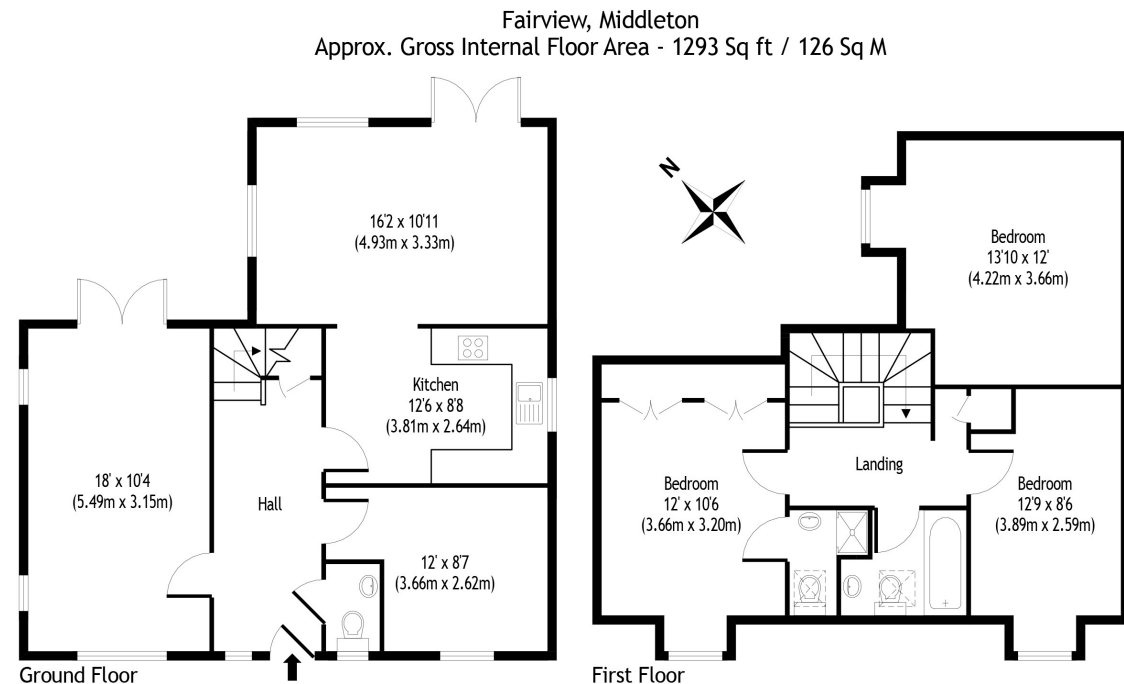 Fairview, Middleton
Approx. Gross Internal Floor Area - 1293 Sq ft / 126 Sq M
N
16'2 x 10'11
(4.93m x 3.33m)
Bedroom
13'10 x 12'
(4.22m x 3.66m)
Kitchen
12'6 x 8'8
(3.81m x 2.64m)
18' x 10'4
(5.49m x 3.15m)
Hall
12' x 8'7
(3.66m x 2.62m)
Landing
Bedroom
12' x 10'6
(3.66m x 3.20m)
Bedroom
12'9 x 8'6
(3.89m x 2.59m)
Ground Floor
First Floor